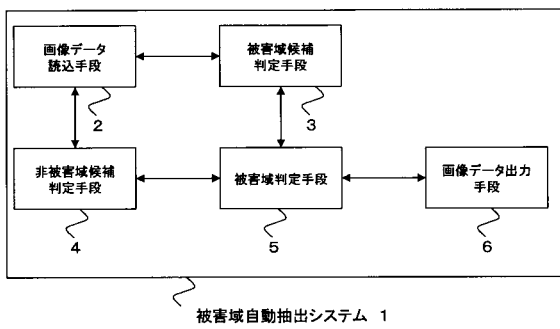 画像データ
読込手段
被害域候補
判定手段
2
3
非被害域候補
判定手段
被害域判定手段
画像データ出力
手段
4
5
6
被害域自動抽出システム 1